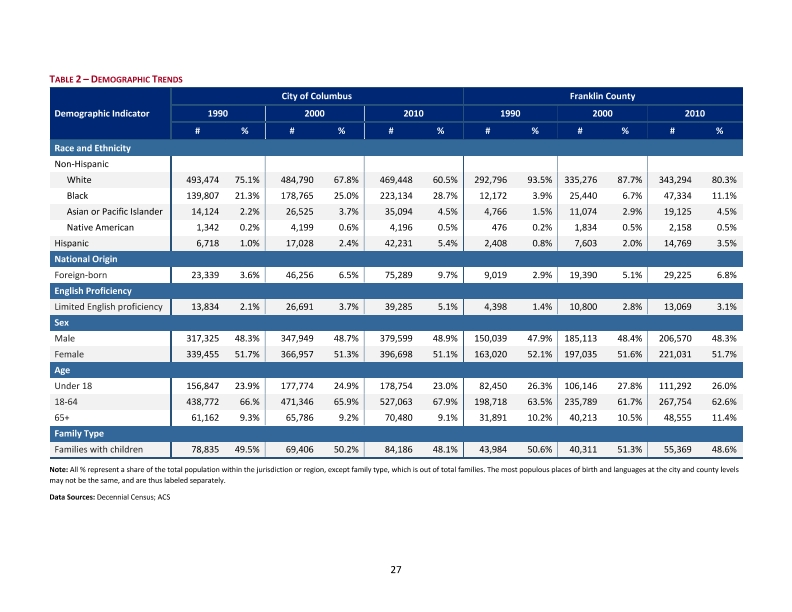 TABLE 2 – DEMOGRAPHIC TRENDS
Demographic Indicator City of Columbus Franklin County
1990 2000 2010 1990 2000 2010
# % # % # % # % # % # %
Race and Ethnicity
Non-Hispanic
White 493,474 75.1% 484,790 67.8% 469,448 60.5% 292,796 93.5% 335,276 87.7% 343,294 80.3%
Black 139,807 21.3% 178,765 25.0% 223,134 28.7% 12,172 3.9% 25,440 6.7% 47,334 11.1%
Asian or Pacific Islander 14,124 2.2% 26,525 3.7% 35,094 4.5% 4,766 1.5% 11,074 2.9% 19,125 4.5%
Native American 1,342 0.2% 4,199 0.6% 4,196 0.5% 476 0.2% 1,834 0.5% 2,158 0.5%
Hispanic 6,718 1.0% 17,028 2.4% 42,231 5.4% 2,408 0.8% 7,603 2.0% 14,769 3.5%
National Origin
Foreign-born 23,339 3.6% 46,256 6.5% 75,289 9.7% 9,019 2.9% 19,390 5.1% 29,225 6.8%
English Proficiency
Limited English proficiency 13,834 2.1% 26,691 3.7% 39,285 5.1% 4,398 1.4% 10,800 2.8% 13,069 3.1%
Sex
Male 317,325 48.3% 347,949 48.7% 379,599 48.9% 150,039 47.9% 185,113 48.4% 206,570 48.3%
Female 339,455 51.7% 366,957 51.3% 396,698 51.1% 163,020 52.1% 197,035 51.6% 221,031 51.7%
Age
Under 18 156,847 23.9% 177,774 24.9% 178,754 23.0% 82,450 26.3% 106,146 27.8% 111,292 26.0%
18-64 438,772 66.% 471,346 65.9% 527,063 67.9% 198,718 63.5% 235,789 61.7% 267,754 62.6%
65+ 61,162 9.3% 65,786 9.2% 70,480 9.1% 31,891 10.2% 40,213 10.5% 48,555 11.4%
Family Type
Families with children 78,835 49.5% 69,406 50.2% 84,186 48.1% 43,984 50.6% 40,311 51.3% 55,369 48.6%
Note: All % represent a share of the total population within the jurisdiction or region, except family type, which is out of total families. The most populous places of birth and languages at the city and county levels
may not be the same, and are thus labeled separately.
Data Sources: Decennial Census; ACS
27